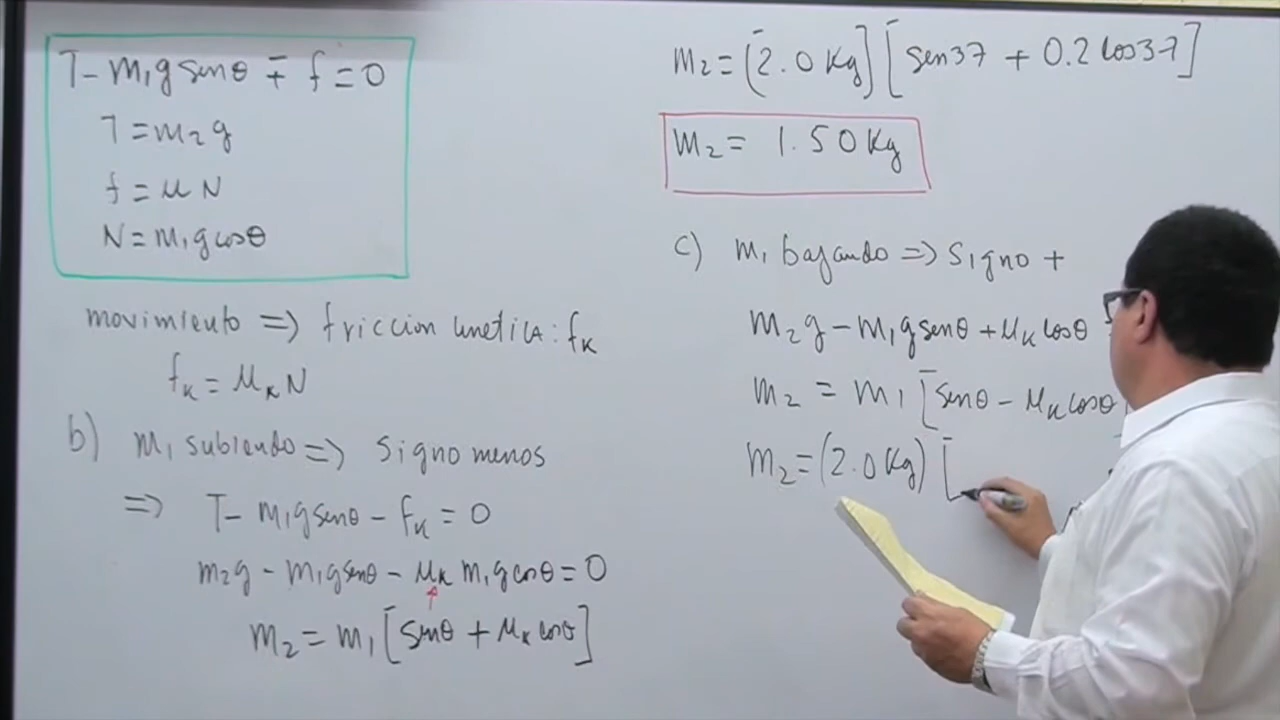 T - m₁g senθ ∓ f = 0
T = m₂g
f = μN
N = m₁g cosθ
movimiento => friccion cinetica: fₖ
fₖ = μₖN
b) m₁ subiendo => signo menos
=> T - m₁g senθ - fₖ = 0
m₂g - m₁g senθ - μₖ m₁g cosθ = 0
m₂ = m₁ [senθ + μₖ cosθ]
m₂ = (2.0 Kg) [sen37 + 0.2 cos37]
m₂ = 1.50 Kg
c) m₁ bajando => signo +
m₂g - m₁g senθ + μₖ cosθ
m₂ = m₁ [senθ - μₖ cosθ
m₂ = (2.0 Kg) [